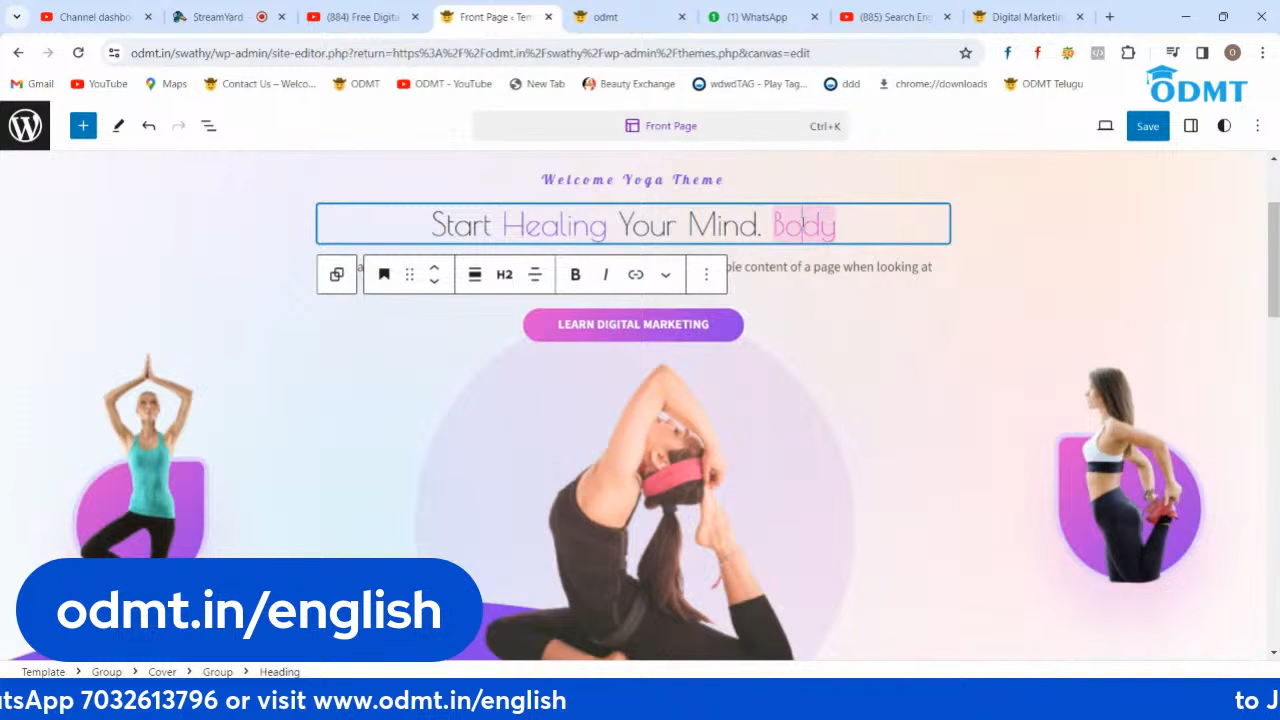 Channel dashbo
StreamYard
(884) Free Digita
Front Page ‹ Tem
odmt
(1) WhatsApp
(885) Search En
Digital Marketin
odmt.in/swathy/wp-admin/site-editor.php?return=https%3A%2F%2Fodmt.in%2Fswathy%2Fwp-admin%2Fthemes.php&canvas=edit
Gmail
YouTube
Maps
Contact Us – Welco...
ODMT
ODMT - YouTube
New Tab
Beauty Exchange
wdwdTAG - Play Tag...
ddd
chrome://downloads
ODMT Telugu
ODMT
Front Page
Ctrl+K
Save
Welcome Yoga Theme
Start Healing Your Mind. Body
ple content of a page when looking at
H2
B I
LEARN DIGITAL MARKETING
odmt.in/english
Template
Group
Cover
Group
Heading
atsApp 7032613796 or visit www.odmt.in/english
to J